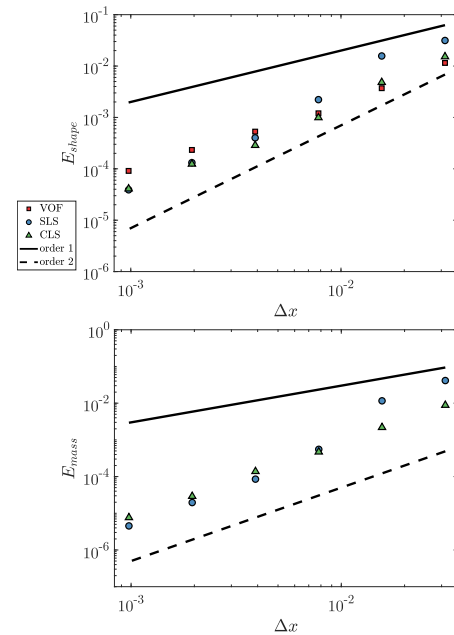 10^-1
10^-2
10^-3
10^-4
10^-5
10^-6
E_shape
10^-3
10^-2
Δx
VOF
SLS
CLS
order 1
order 2
10^0
10^-2
10^-4
10^-6
E_mass
10^-3
10^-2
Δx